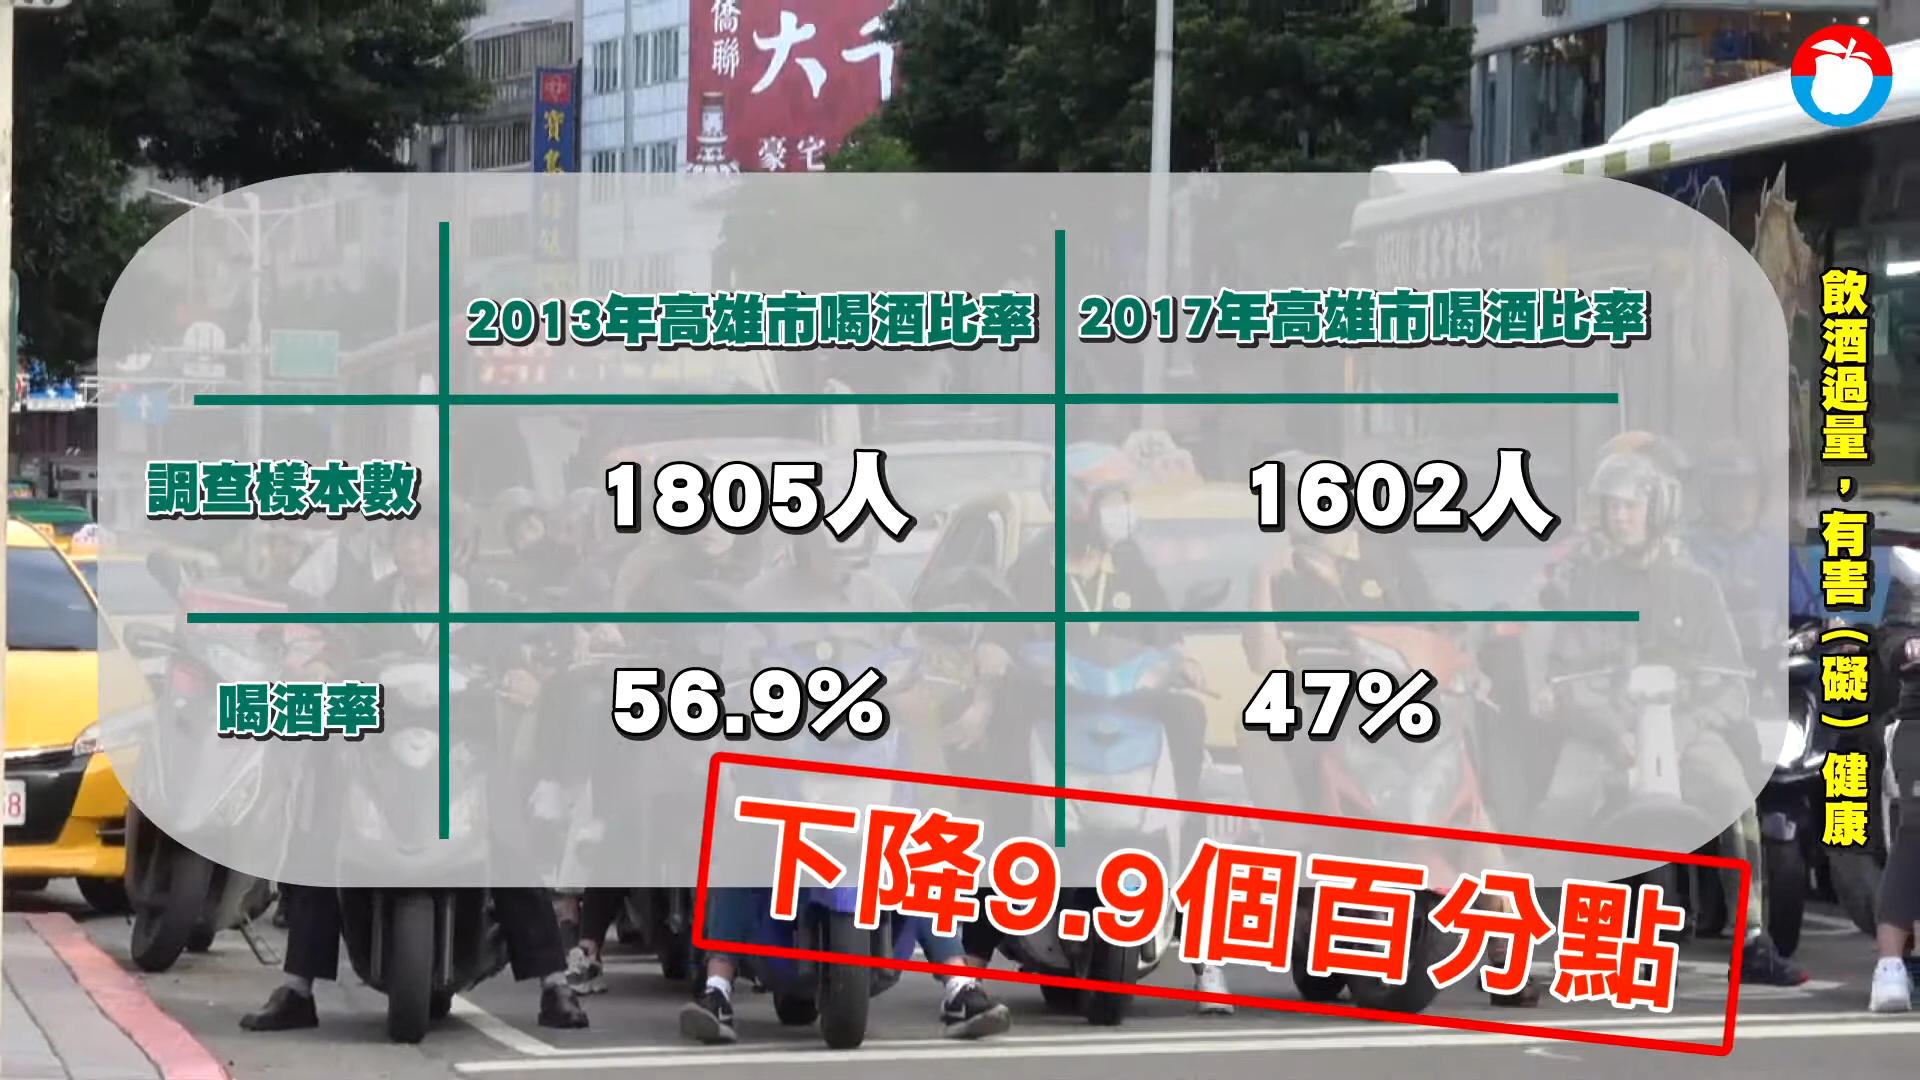 僑聯
大千
豪宅
2013年高雄市喝酒比率
2017年高雄市喝酒比率
調查樣本數
1805人
1602人
喝酒率
56.9%
47%
下降9.9個百分點
飲酒過量，有害（礙）健康